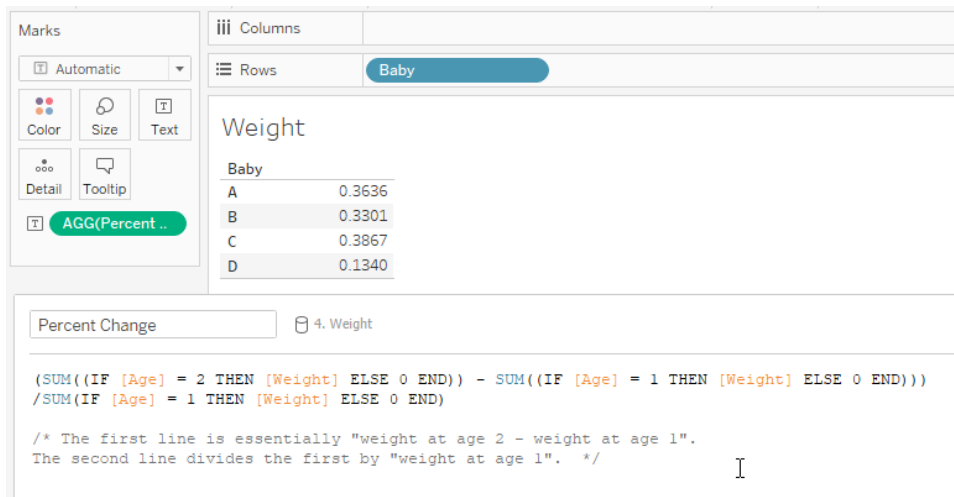 Marks
Columns
Automatic
Rows
Baby
Color
Size
Text
Weight
Baby
Detail
Tooltip
A 0.3636
AGG(Percent ..
B 0.3301
C 0.3867
D 0.1340
Percent Change
4. Weight
(SUM((IF [Age] = 2 THEN [Weight] ELSE 0 END)) - SUM((IF [Age] = 1 THEN [Weight] ELSE 0 END)))
/SUM(IF [Age] = 1 THEN [Weight] ELSE 0 END)
/* The first line is essentially "weight at age 2 - weight at age 1".
The second line divides the first by "weight at age 1".  */